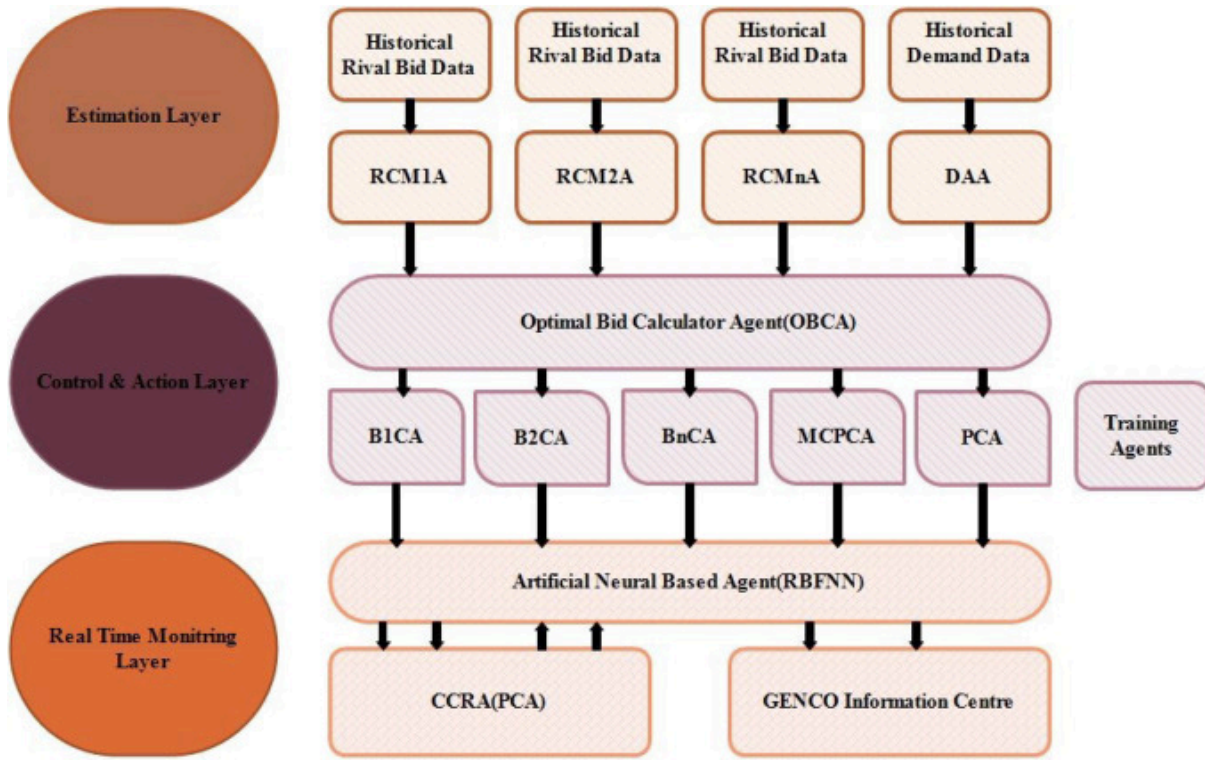 Historical
Rival Bid Data
Historical
Rival Bid Data
Historical
Rival Bid Data
Historical
Demand Data
Estimation Layer
RCM1A
RCM2A
RCMnA
DAA
Optimal Bid Calculator Agent(OBCA)
Control & Action Layer
B1CA
B2CA
BnCA
MCPCA
PCA
Training
Agents
Artificial Neural Based Agent(RBFNN)
Real Time Monitring
Layer
CCRA(PCA)
GENCO Information Centre